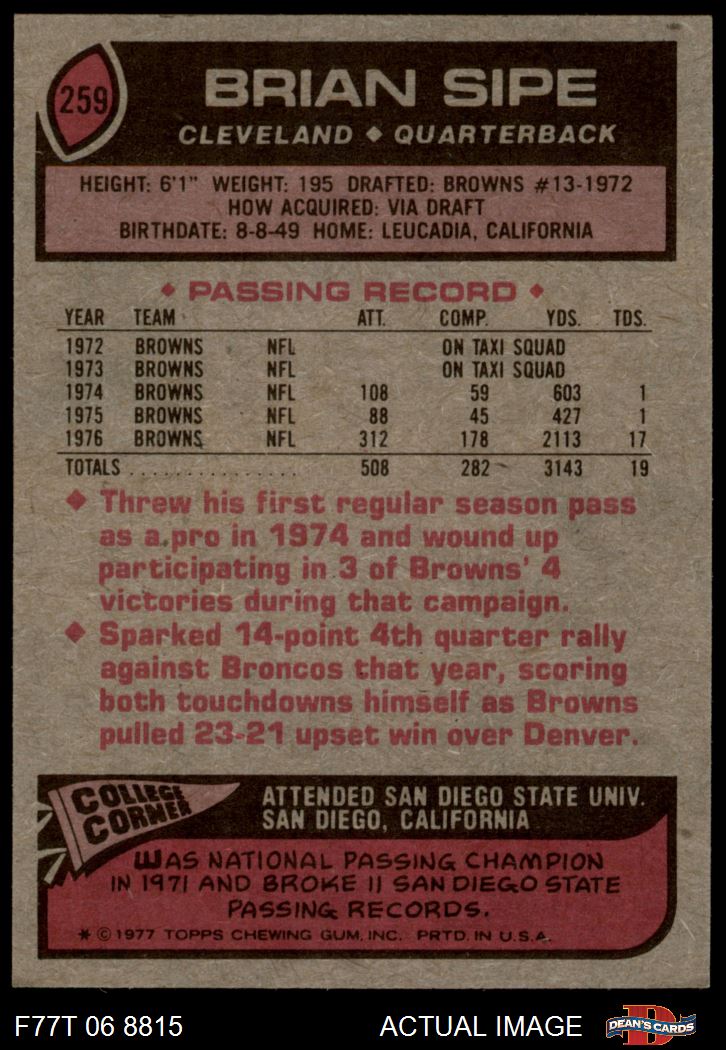 259
BRIAN SIPE
CLEVELAND ◆ QUARTERBACK
HEIGHT: 6'1" WEIGHT: 195 DRAFTED: BROWNS #13-1972
HOW ACQUIRED: VIA DRAFT
BIRTHDATE: 8-8-49 HOME: LEUCADIA, CALIFORNIA
◆ PASSING RECORD ◆
YEAR TEAM ATT. COMP. YDS. TDS.
1972 BROWNS NFL ON TAXI SQUAD
1973 BROWNS NFL ON TAXI SQUAD
1974 BROWNS NFL 108 59 603 1
1975 BROWNS NFL 88 45 427 1
1976 BROWNS NFL 312 178 2113 17
TOTALS . . . . . . . . . . . . . . . 508 282 3143 19
◆ Threw his first regular season pass
as a pro in 1974 and wound up
participating in 3 of Browns' 4
victories during that campaign.
◆ Sparked 14-point 4th quarter rally
against Broncos that year, scoring
both touchdowns himself as Browns
pulled 23-21 upset win over Denver.
COLLEGE
CORNER
ATTENDED SAN DIEGO STATE UNIV.
SAN DIEGO, CALIFORNIA
WAS NATIONAL PASSING CHAMPION
IN 1971 AND BROKE 11 SAN DIEGO STATE
PASSING RECORDS.
* © 1977 TOPPS CHEWING GUM, INC. PRTD. IN U.S.A.
F77T 06 8815 ACTUAL IMAGE
D
DEAN'S CARDS